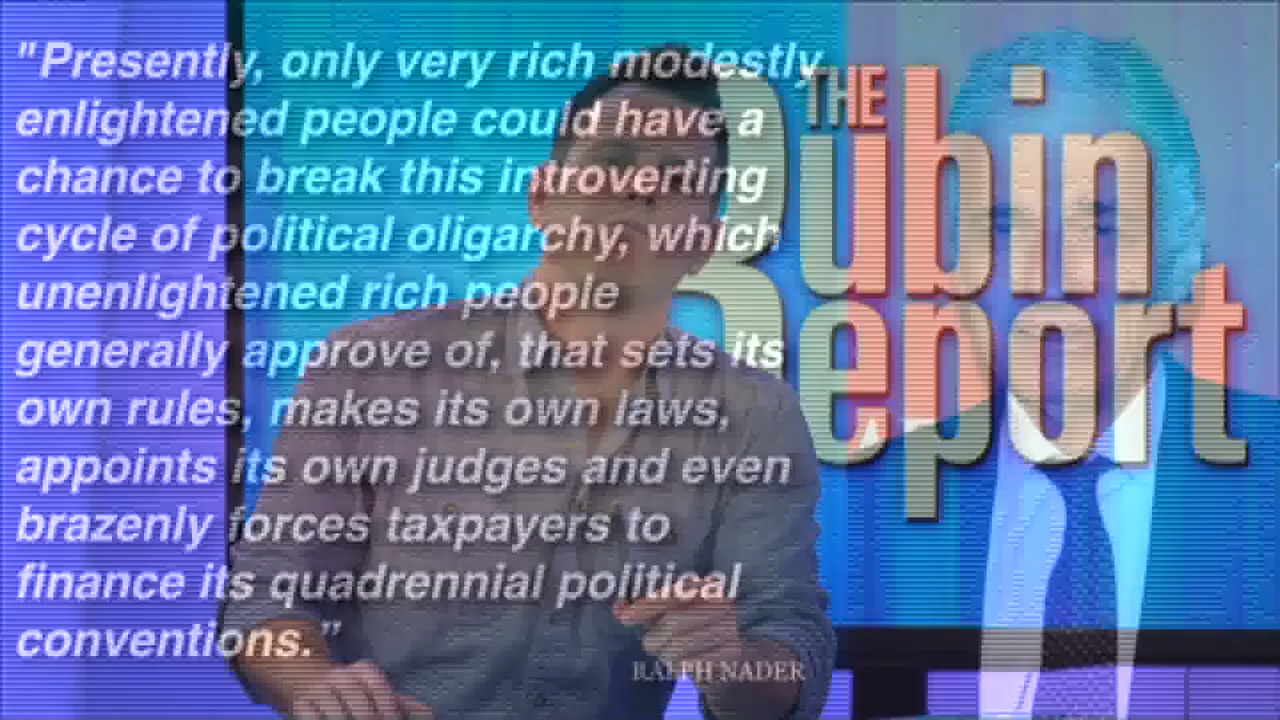 "Presently, only very rich modestly
enlightened people could have a
chance to break this introverting
cycle of political oligarchy, which
unenlightened rich people
generally approve of, that sets its
own rules, makes its own laws,
appoints its own judges and even
brazenly forces taxpayers to
finance its quadrennial political
conventions.”
RALPH NADER
THE
Rubin
Report